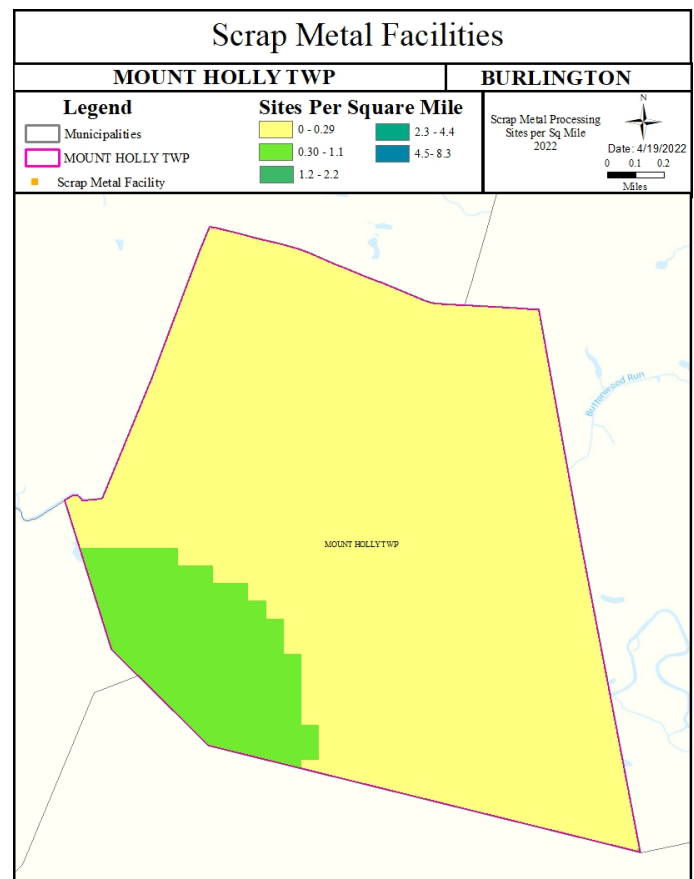 Scrap Metal Facilities
MOUNT HOLLY TWP
BURLINGTON
Legend
Municipalities
MOUNT HOLLY TWP
Scrap Metal Facility
Sites Per Square Mile
0 - 0.29
0.30 - 1.1
1.2 - 2.2
2.3 - 4.4
4.5- 8.3
Scrap Metal Processing
Sites per Sq Mile
2022
N
Date: 4/19/2022
0 0.1 0.2
Miles
Buttonwood Run
MOUNT HOLLY TWP